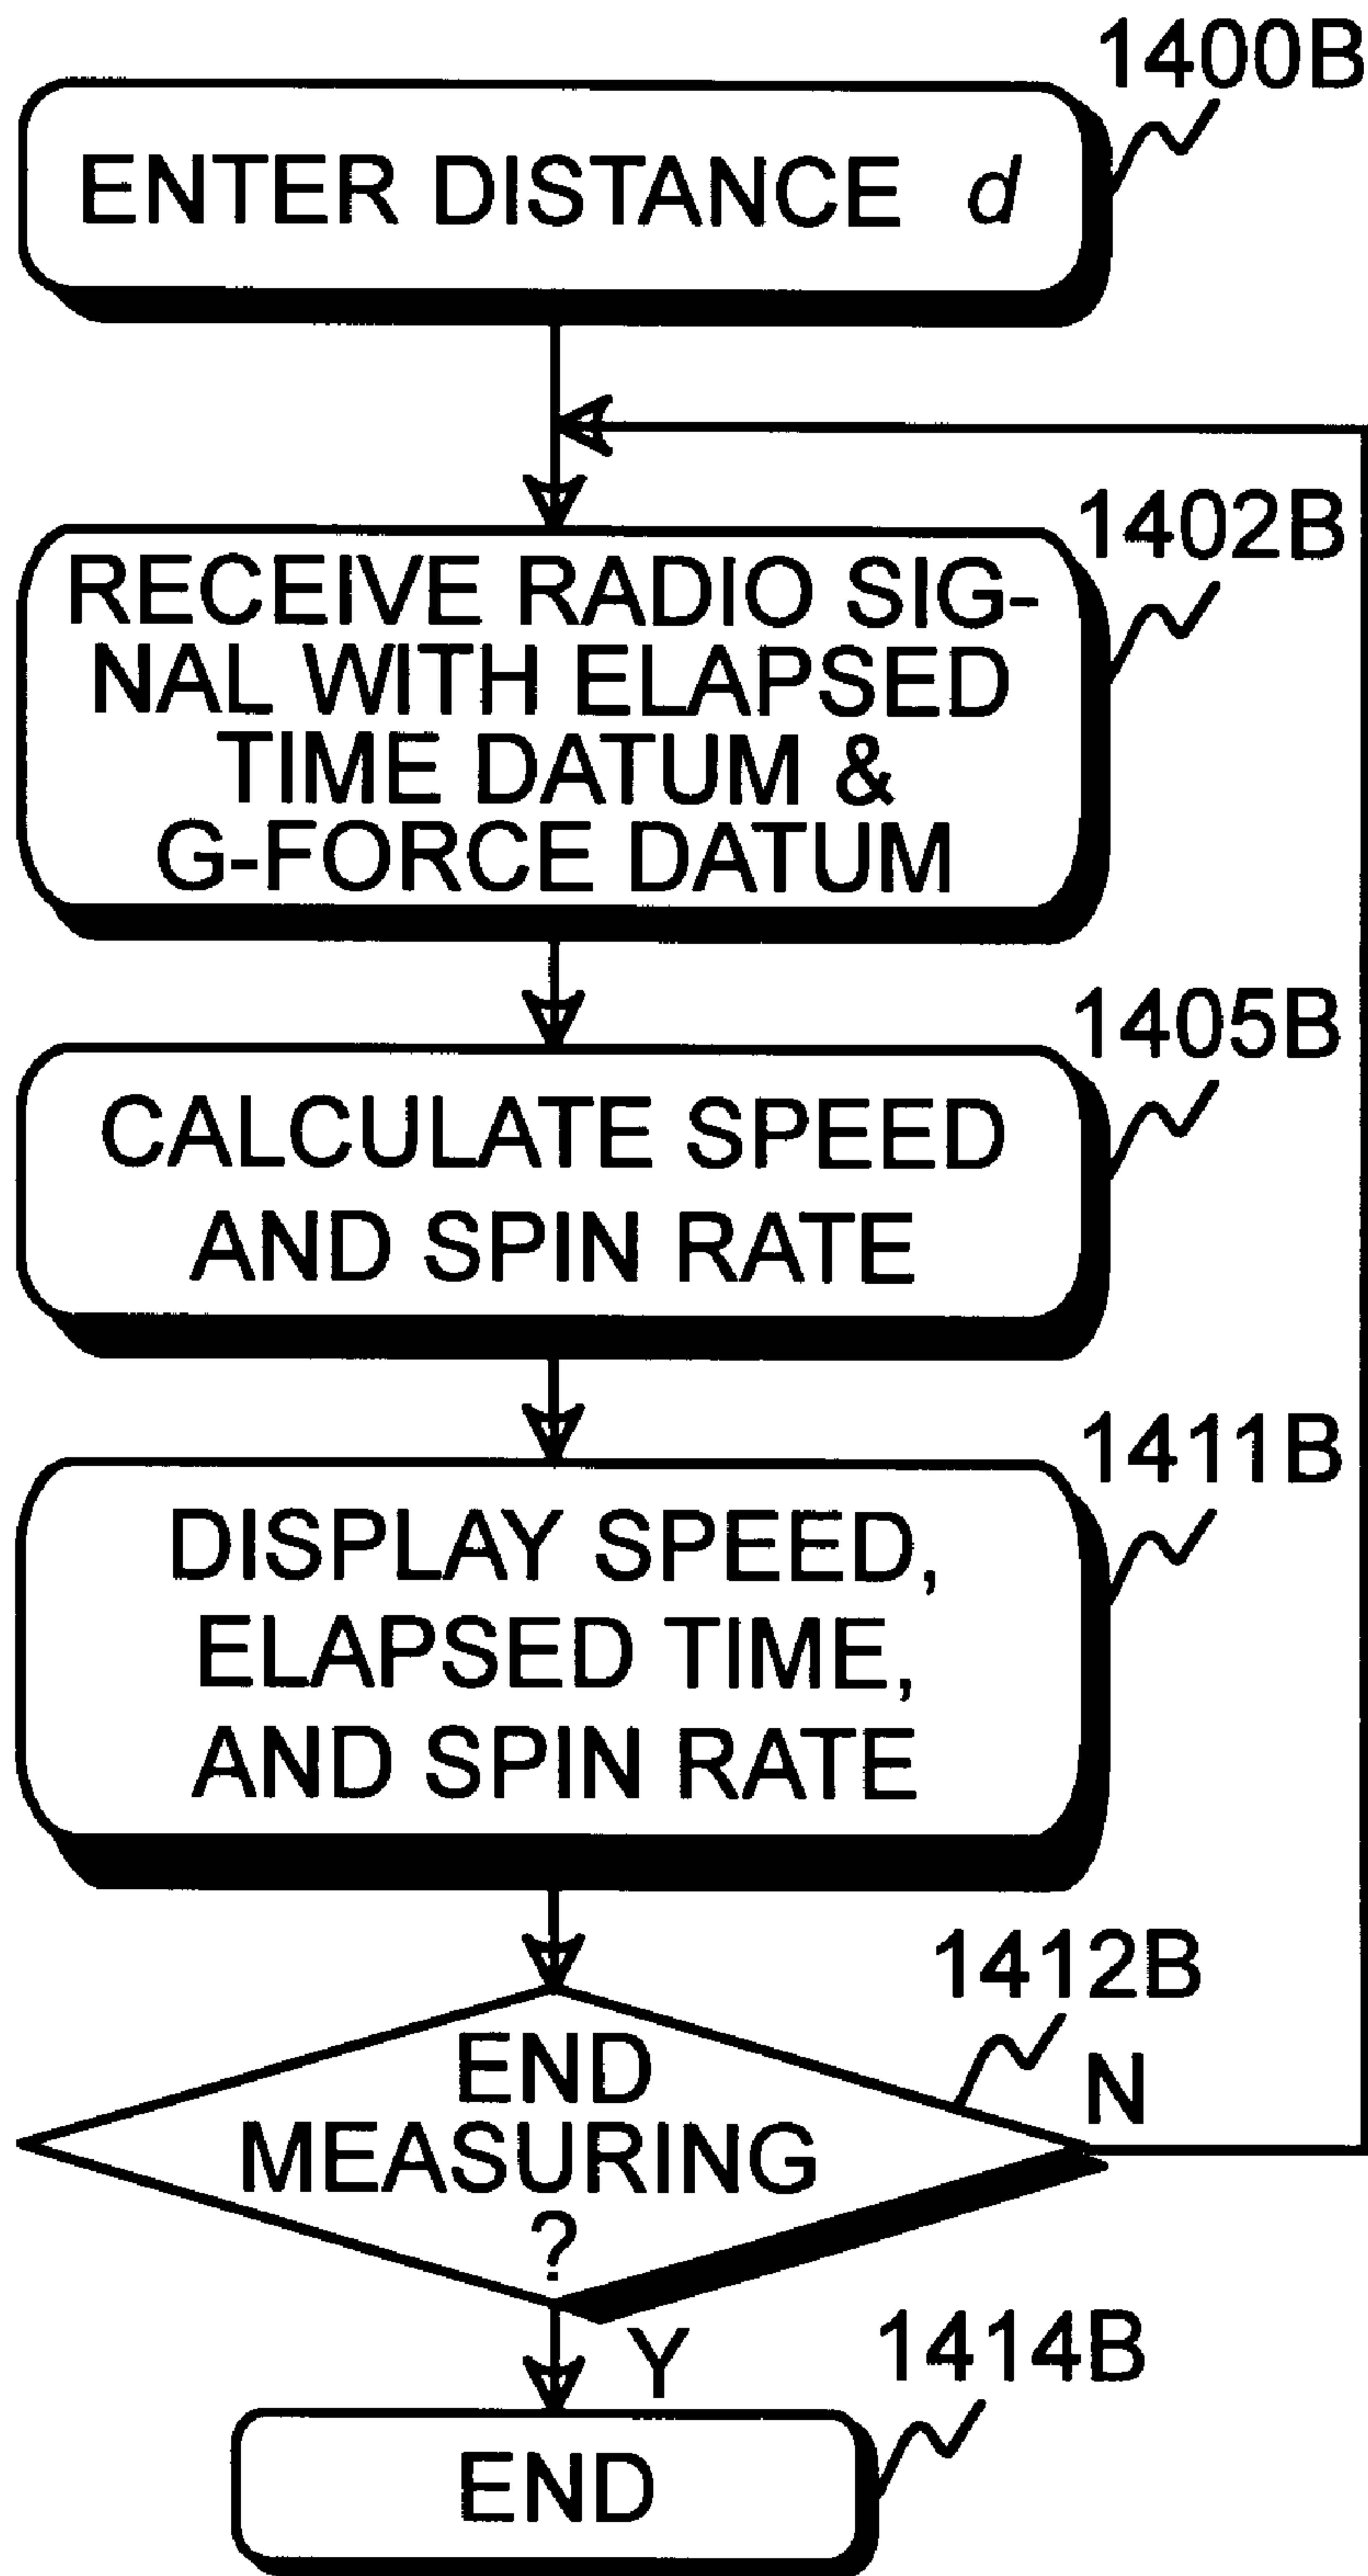 1400B
ENTER DISTANCE d
1402B
RECEIVE RADIO SIG-
NAL WITH ELAPSED
TIME DATUM &
G-FORCE DATUM
1405B
CALCULATE SPEED
AND SPIN RATE
1411B
DISPLAY SPEED,
ELAPSED TIME,
AND SPIN RATE
1412B
END
MEASURING
?
N
Y
1414B
END